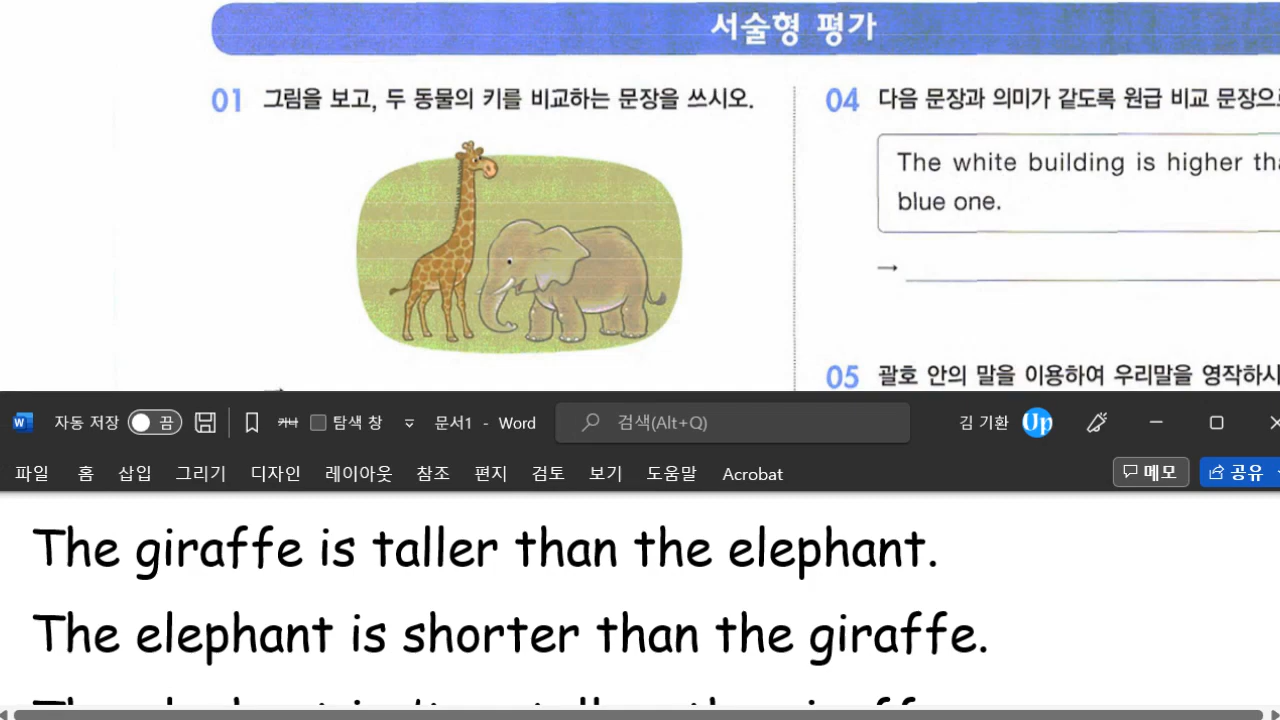 서술형 평가
01 그림을 보고, 두 동물의 키를 비교하는 문장을 쓰시오.
→
04 다음 문장과 의미가 같도록 원급 비교 문장으
The white building is higher
blue one.
→
05 괄호 안의 말을 이용하여 우리말을 영작하시
자동 저장 끔 탐색 창 문서1 - Word 검색(Alt+Q) 김 기환 Up
파일 홈 삽입 그리기 디자인 레이아웃 참조 편지 검토 보기 도움말 Acrobat 메모 공유
The giraffe is taller than the elephant.
The elephant is shorter than the giraffe.